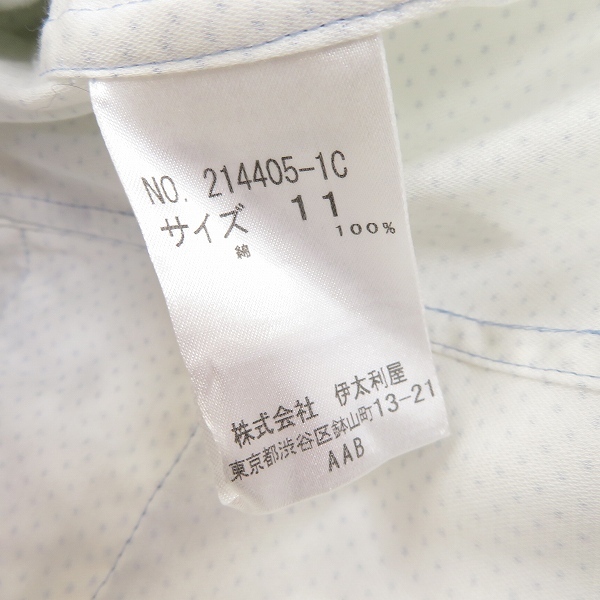 NO. 214405-1C
サイズ 11
綿 100%
株式会社 伊太利屋
東京都渋谷区鉢山町13-21
AAB